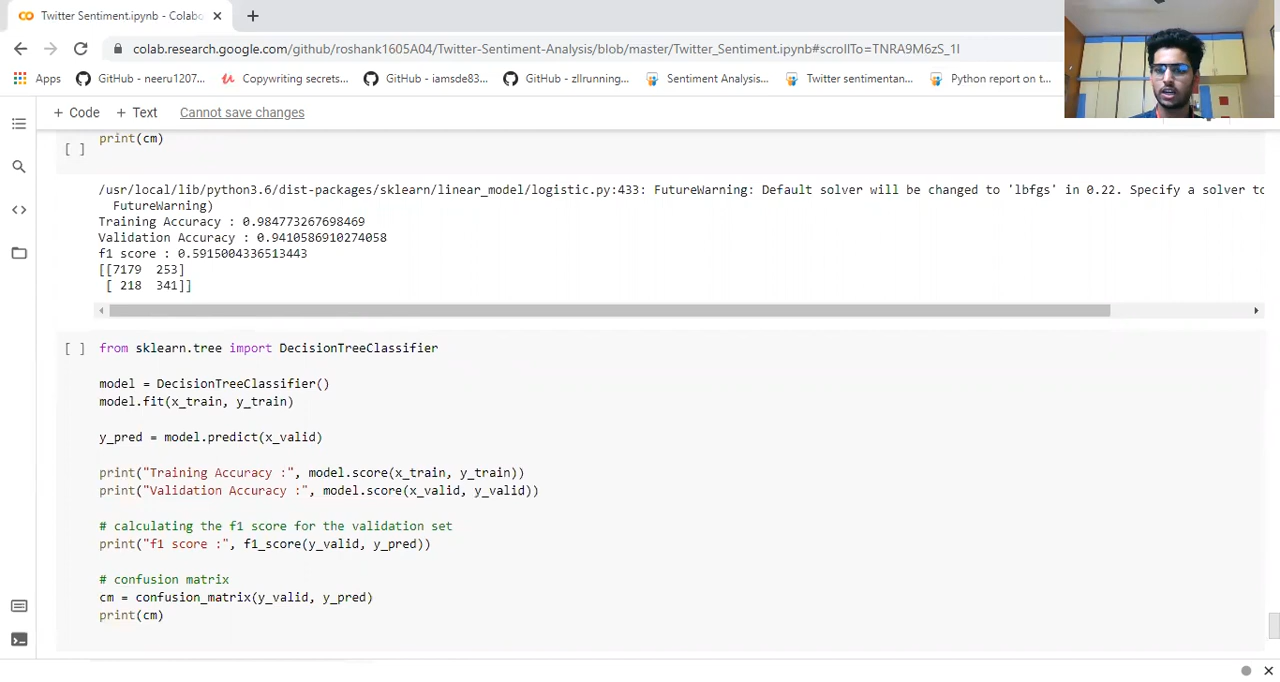 Twitter Sentiment.ipynb - Colabo
colab.research.google.com/github/roshank1605A04/Twitter-Sentiment-Analysis/blob/master/Twitter_Sentiment.ipynb#scrollTo=TNRA9M6zS_1I
Apps GitHub - neeru1207... Copywriting secrets... GitHub - iamsde83... GitHub - zllrunning... Sentiment Analysis... Twitter sentimentan... Python report on t...
+ Code + Text Cannot save changes
print(cm)
[ ]
/usr/local/lib/python3.6/dist-packages/sklearn/linear_model/logistic.py:433: FutureWarning: Default solver will be changed to 'lbfgs' in 0.22. Specify a solver to
FutureWarning)
Training Accuracy : 0.984773267698469
Validation Accuracy : 0.9410586910274058
f1 score : 0.5915004336513443
[[7179 253]
[ 218 341]]
[ ] from sklearn.tree import DecisionTreeClassifier
model = DecisionTreeClassifier()
model.fit(x_train, y_train)
y_pred = model.predict(x_valid)
print("Training Accuracy :", model.score(x_train, y_train))
print("Validation Accuracy :", model.score(x_valid, y_valid))
# calculating the f1 score for the validation set
print("f1 score :", f1_score(y_valid, y_pred))
# confusion matrix
cm = confusion_matrix(y_valid, y_pred)
print(cm)